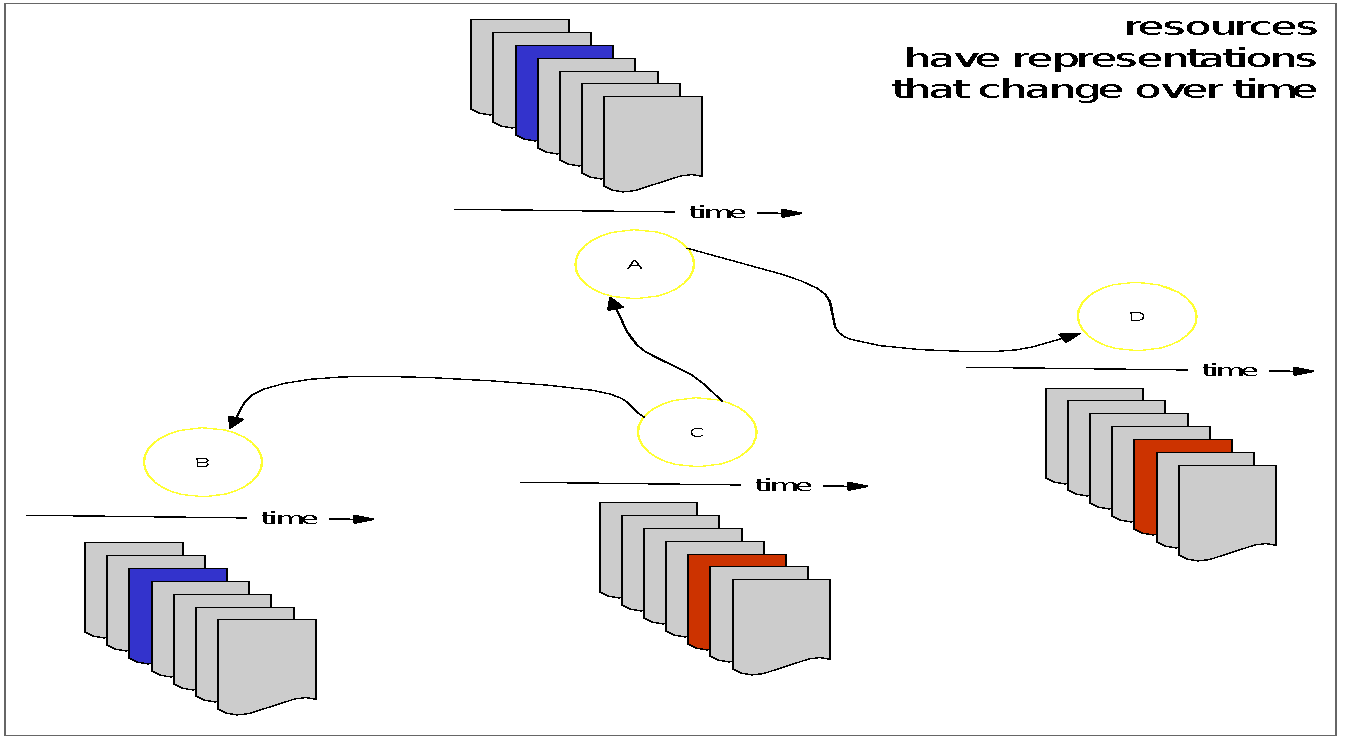 resources
have representations
that change over time
time
A
D
time
C
B
time
time